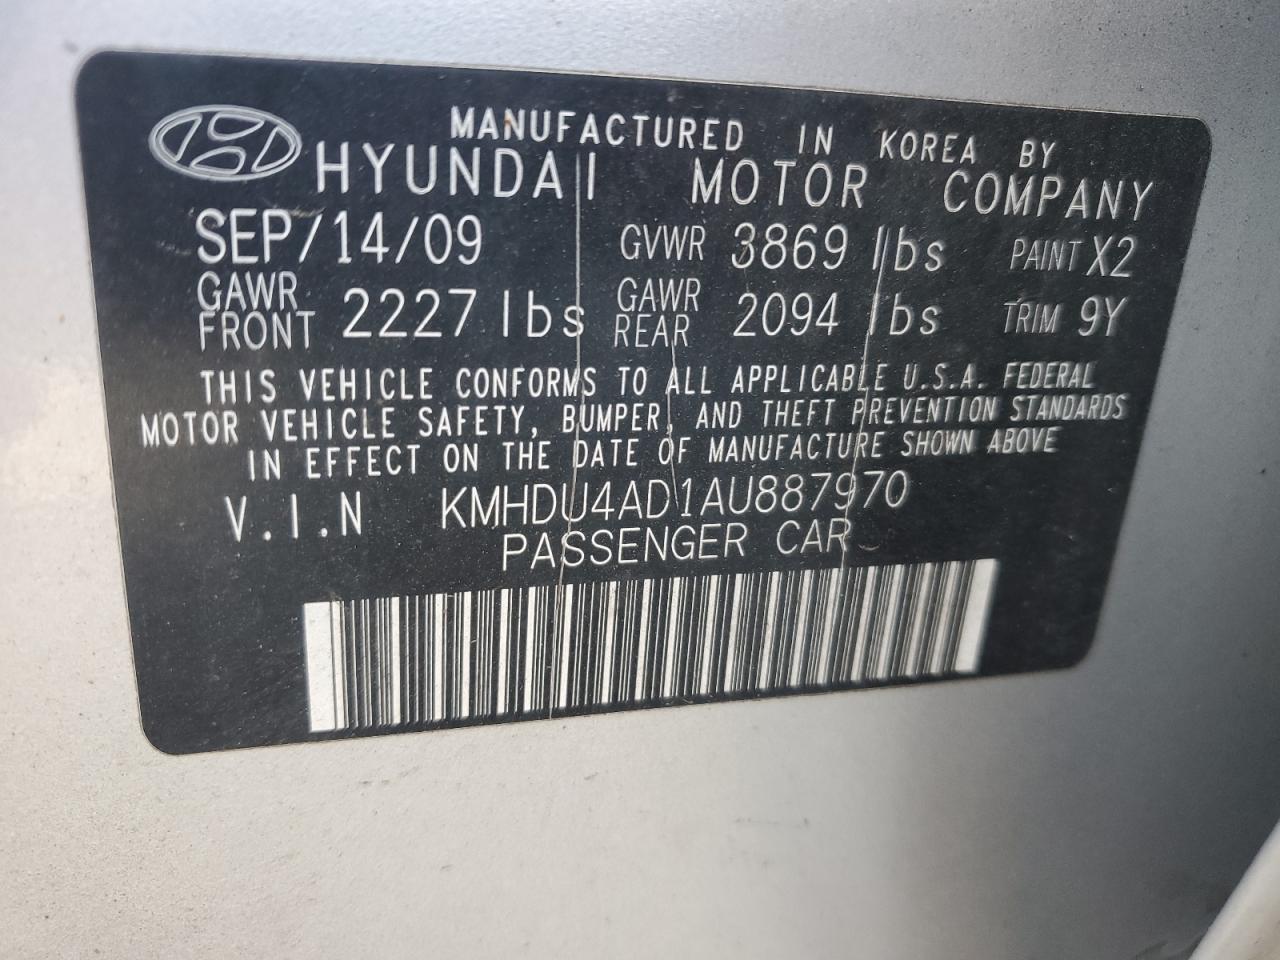 MANUFACTURED IN KOREA BY
HYUNDAI MOTOR COMPANY
SEP/14/09 GVWR 3869 lbs PAINT X2
GAWR FRONT 2227 lbs GAWR REAR 2094 lbs TRIM 9Y
THIS VEHICLE CONFORMS TO ALL APPLICABLE U.S.A. FEDERAL
MOTOR VEHICLE SAFETY, BUMPER, AND THEFT PREVENTION STANDARDS
IN EFFECT ON THE DATE OF MANUFACTURE SHOWN ABOVE
V.I.N KMHDU4AD1AU887970
PASSENGER CAR